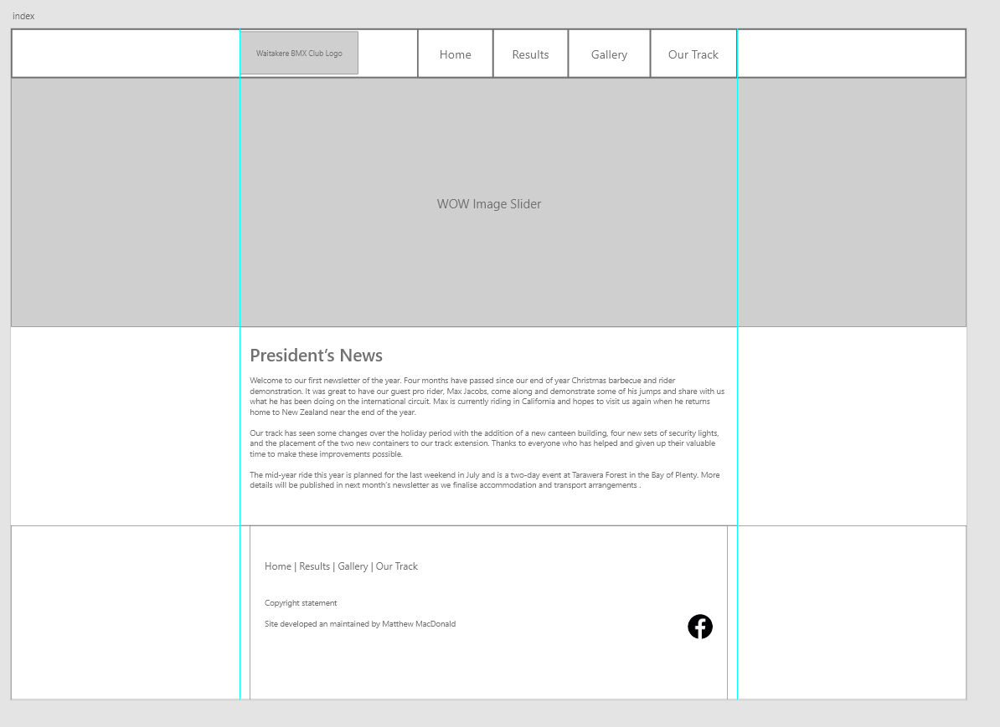 index
Waitakere BMX Club Logo
Home
Results
Gallery
Our Track
WOW Image Slider
President’s News
Welcome to our first newsletter of the year. Four months have passed since our end of year Christmas barbecue and rider
demonstration. It was great to have our guest pro rider, Max Jacobs, come along and demonstrate some of his jumps and share with us
what he has been doing on the international circuit. Max is currently riding in California and hopes to visit us again when he returns
home to New Zealand near the end of the year.
Our track has seen some changes over the holiday period with the addition of a new canteen building, four new sets of security lights,
and the placement of the two new containers to our track extension. Thanks to everyone who has helped and given up their valuable
time to make these improvements possible.
The mid-year ride this year is planned for the last weekend in July and is a two-day event at Tarawera Forest in the Bay of Plenty. More
details will be published in next month’s newsletter as we finalise accommodation and transport arrangements .
Home | Results | Gallery | Our Track
Copyright statement
Site developed an maintained by Matthew MacDonald